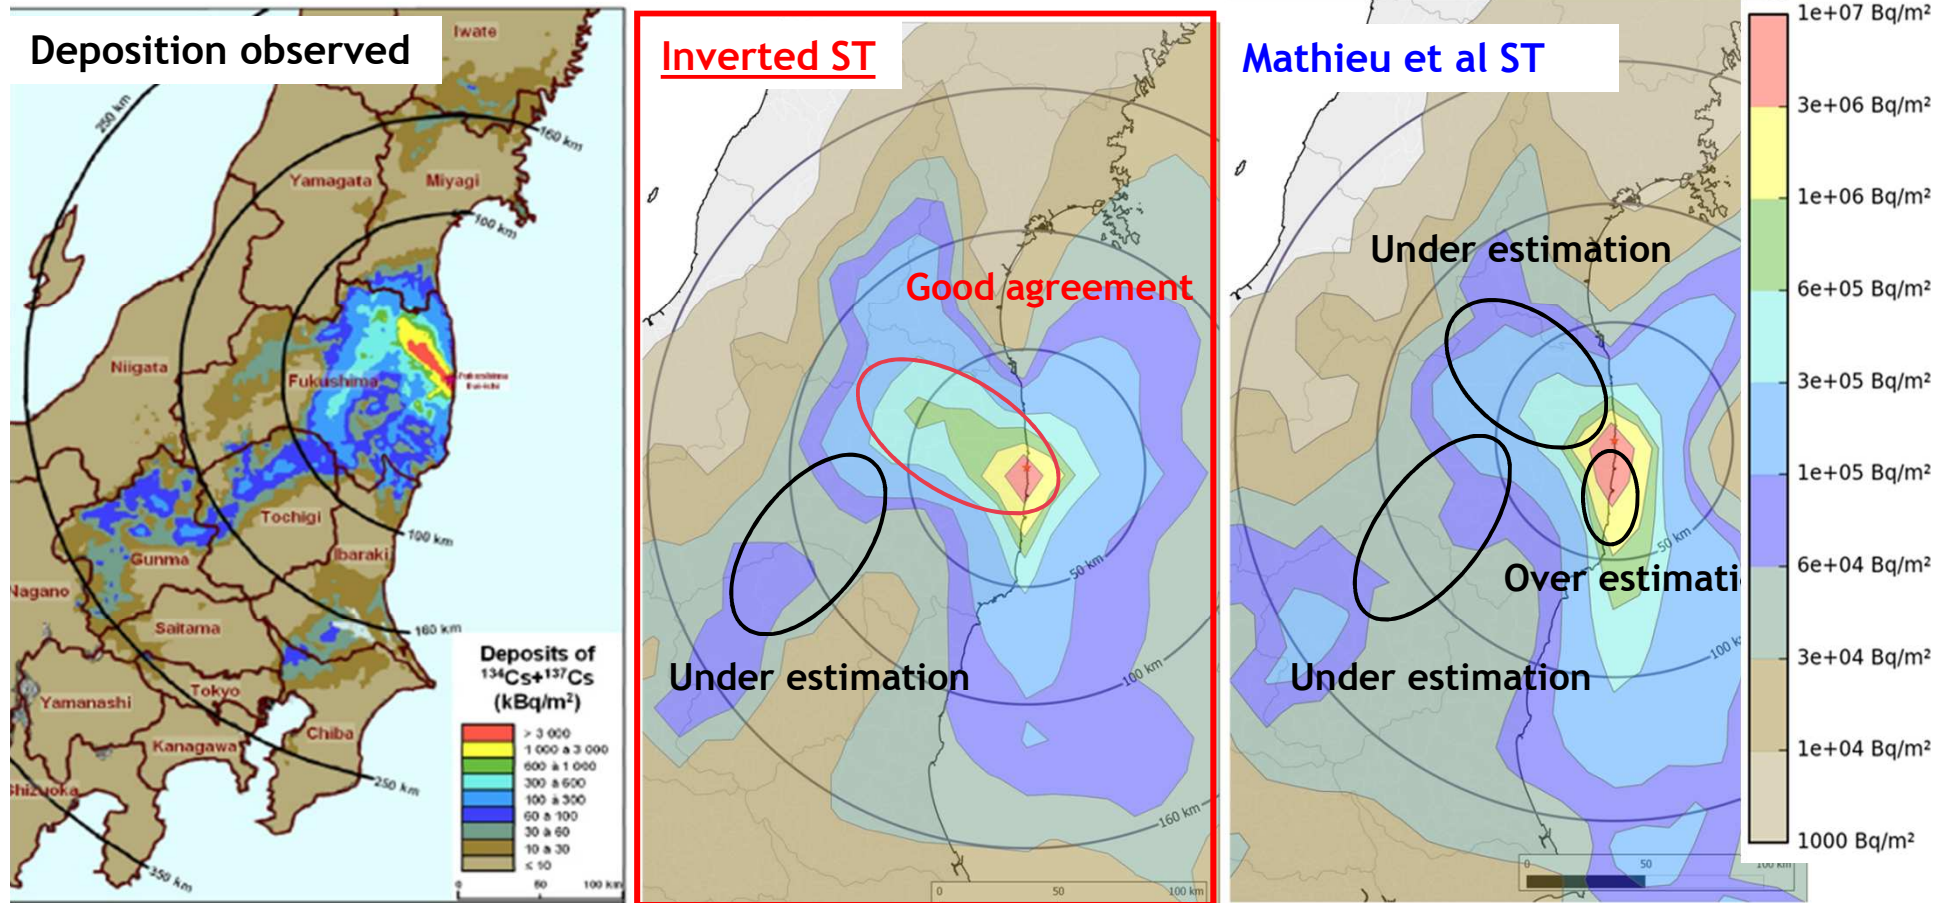 Deposition observed
Iwate
250 km
160 km
Yamagata
Miyagi
100 km
Niigata
Fukushima
Tochigi
100 km
Ibaraki
Gunma
Nagano
Saitama
160 km
Tokyo
Yamanashi
Kanagawa
Chiba
250 km
Shizuoka
350 km
Deposits of
¹³⁴Cs+¹³⁷Cs
(kBq/m²)
> 3 000
1 000 à 3 000
600 à 1 000
300 à 600
100 à 300
60 à 100
30 à 60
10 à 30
≤ 10
0 50 100 km
Inverted ST
Good agreement
50 km
Under estimation
100 km
160 km
0 50 100 km
Mathieu et al ST
Under estimation
50 km
Over estimati
100 k
Under estimation
0 50 100 km
1e+07 Bq/m²
3e+06 Bq/m²
1e+06 Bq/m²
6e+05 Bq/m²
3e+05 Bq/m²
1e+05 Bq/m²
6e+04 Bq/m²
3e+04 Bq/m²
1e+04 Bq/m²
1000 Bq/m²